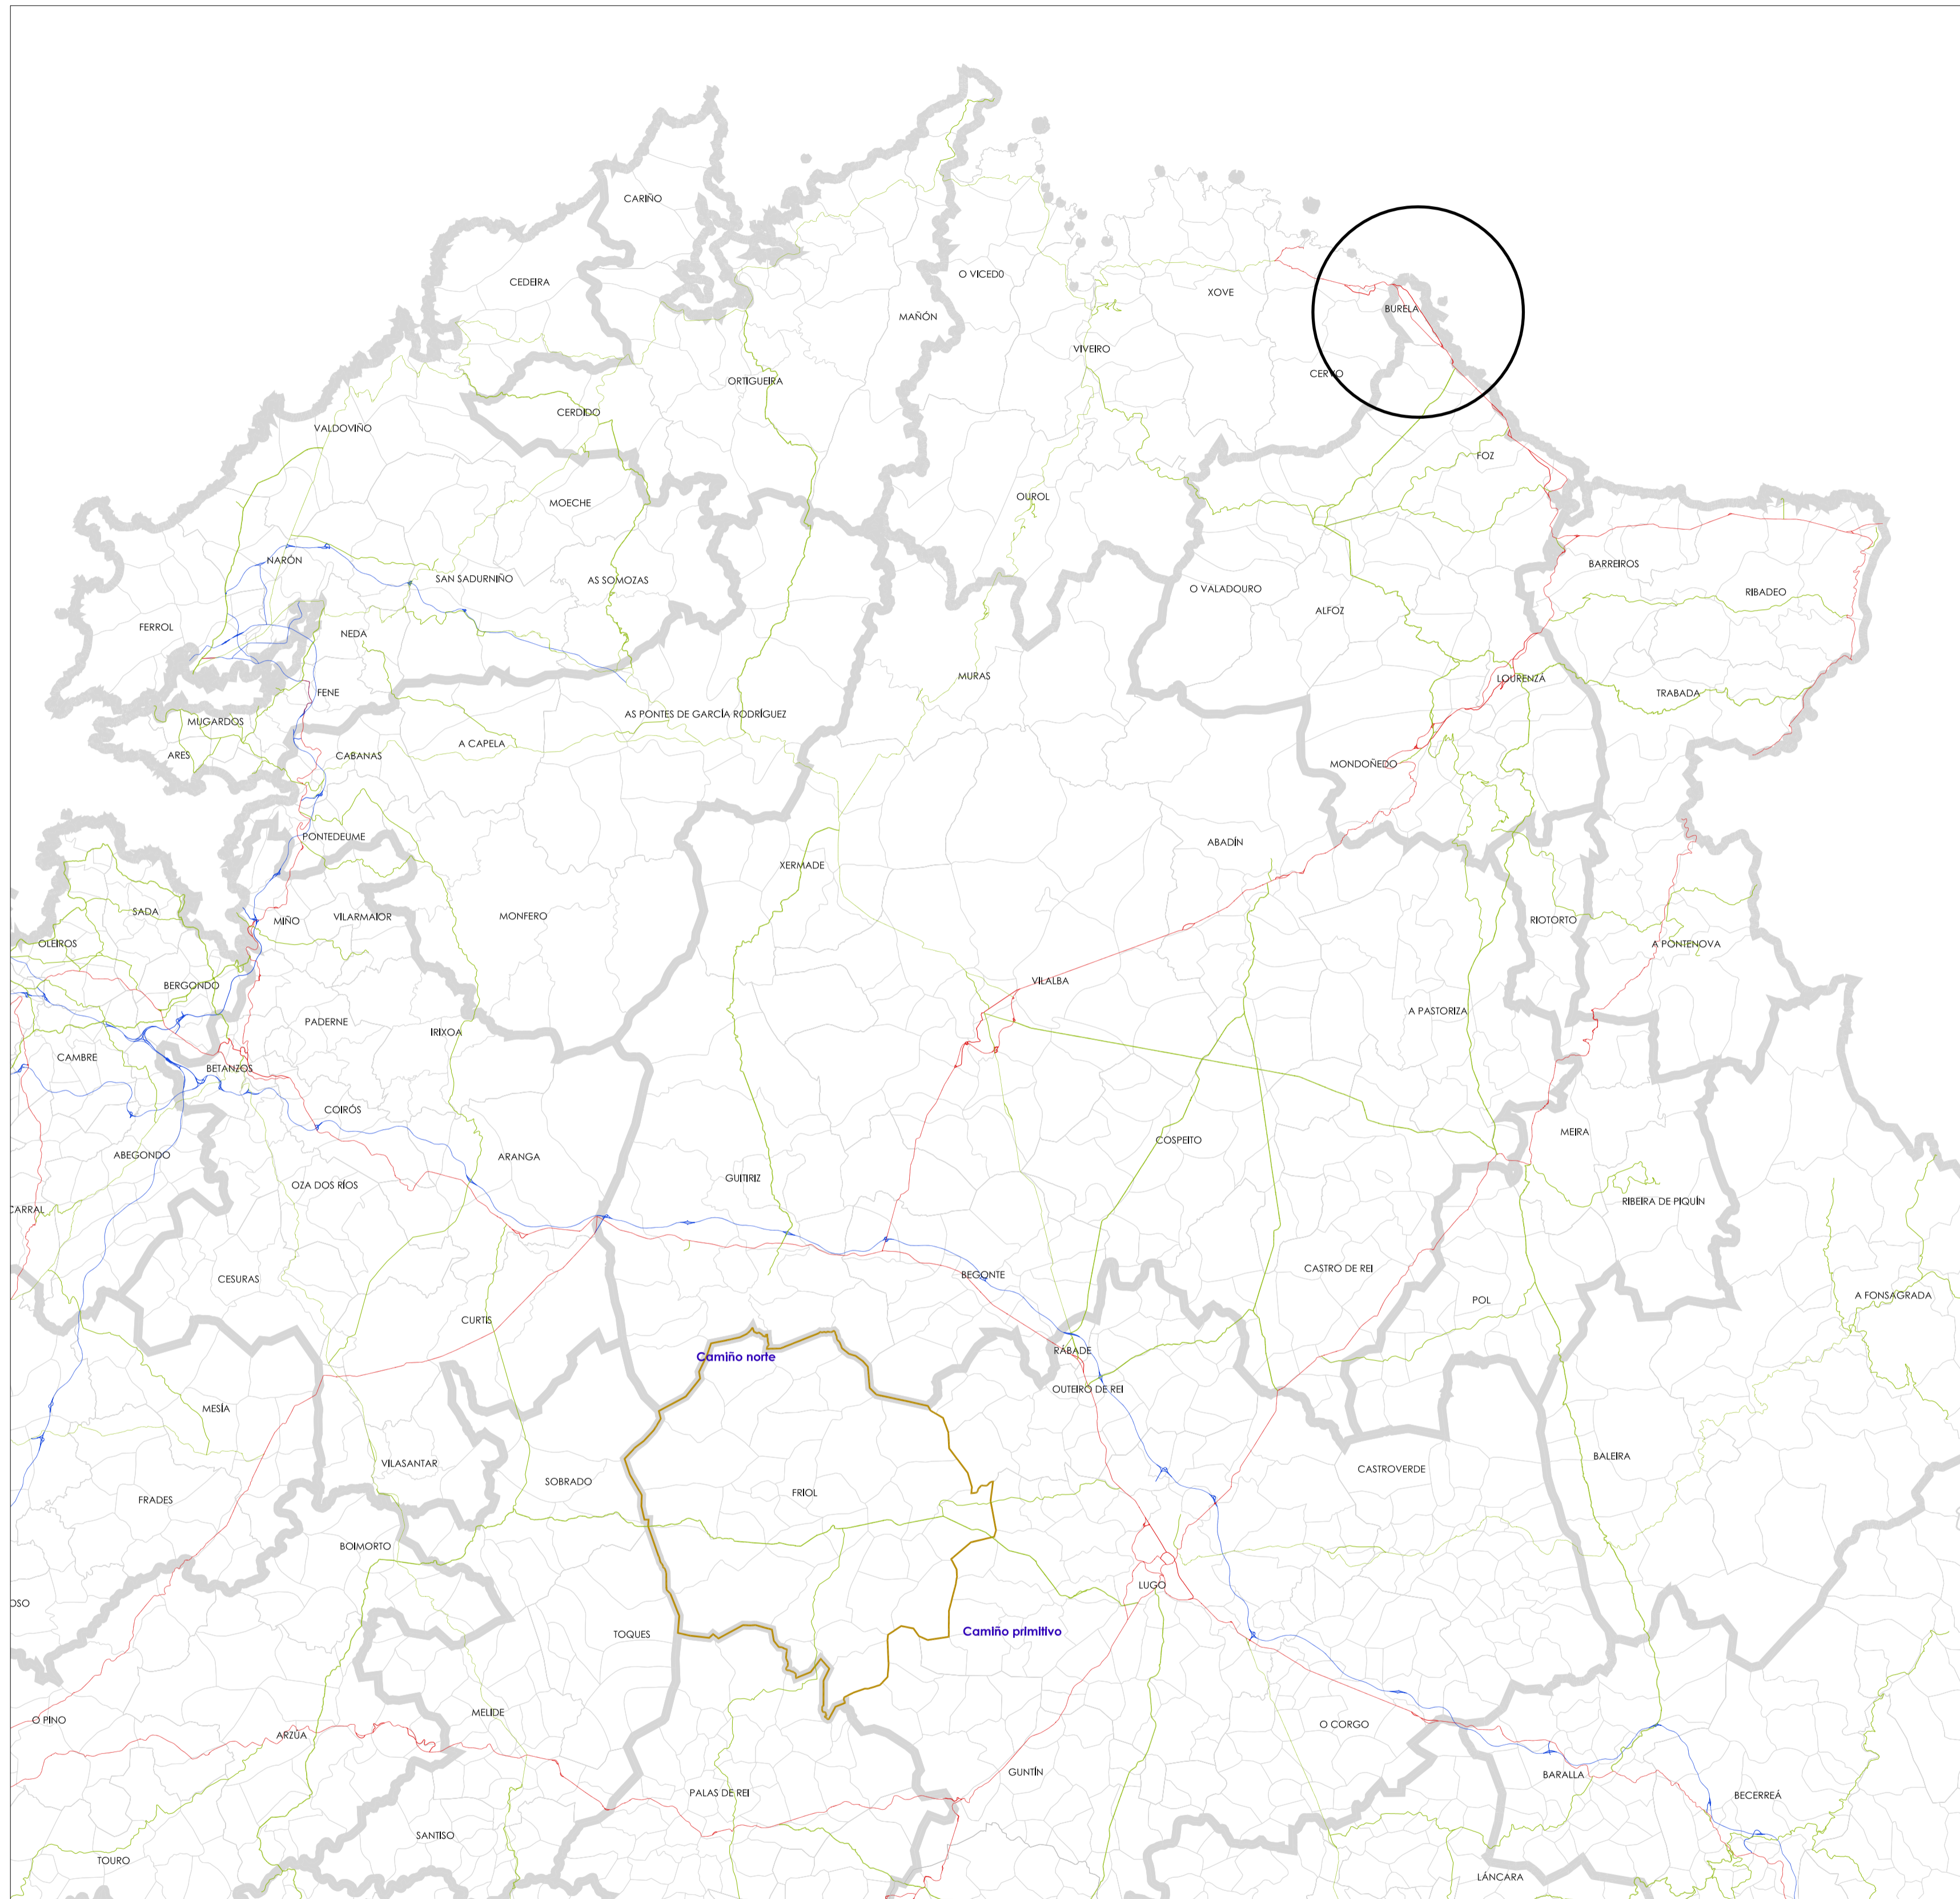 CARIÑO
CEDEIRA
O VICED0
XOVE
BURELA
MAÑÓN
VIVEIRO
CERVO
ORTIGUEIRA
CERDIDO
VALDOVIÑO
FOZ
OUROL
MOECHE
NARÓN
BARREIROS
SAN SADURNIÑO
AS SOMOZAS
O VALADOURO
RIBADEO
ALFOZ
FERROL
NEDA
MURAS
LOURENZÁ
FENE
TRABADA
AS PONTES DE GARCÍA RODRÍGUEZ
MUGARDOS
A CAPELA
ARES
CABANAS
MONDOÑEDO
PONTEDEUME
ABADÍN
XERMADE
SADA
MIÑO
VILARMAIOR
MONFERO
RIOTORTO
OLEIROS
A PONTENOVA
VILALBA
BERGONDO
A PASTORIZA
PADERNE
IRIXOA
CAMBRE
BETANZOS
COIRÓS
MEIRA
COSPEITO
ABEGONDO
ARANGA
GUITIRIZ
OZA DOS RÍOS
RIBEIRA DE PIQUÍN
CARRAL
CASTRO DE REI
BEGONTE
CESURAS
A FONSAGRADA
POL
CURTIS
RÁBADE
Camiño norte
OUTEIRO DE REI
MESÍA
BALEIRA
VILASANTAR
CASTROVERDE
SOBRADO
FRIOL
FRADES
BOIMORTO
LUGO
OSO
Camiño primitivo
TOQUES
MELIDE
O PINO
O CORGO
ARZÚA
GUNTÍN
BARALLA
PALAS DE REI
BECERREÁ
SANTISO
TOURO
LÁNCARA